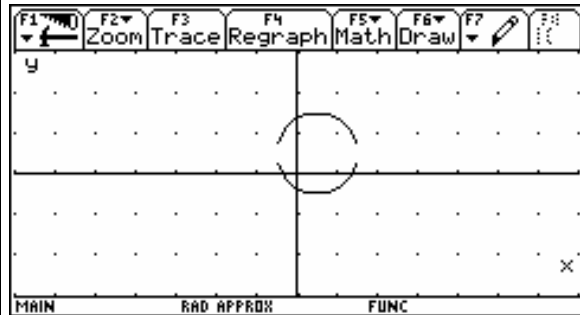 F1 F2 F3 F4 F5 F6 F7
Zoom Trace Regraph Math Draw
y
x
MAIN RAD APPROX FUNC